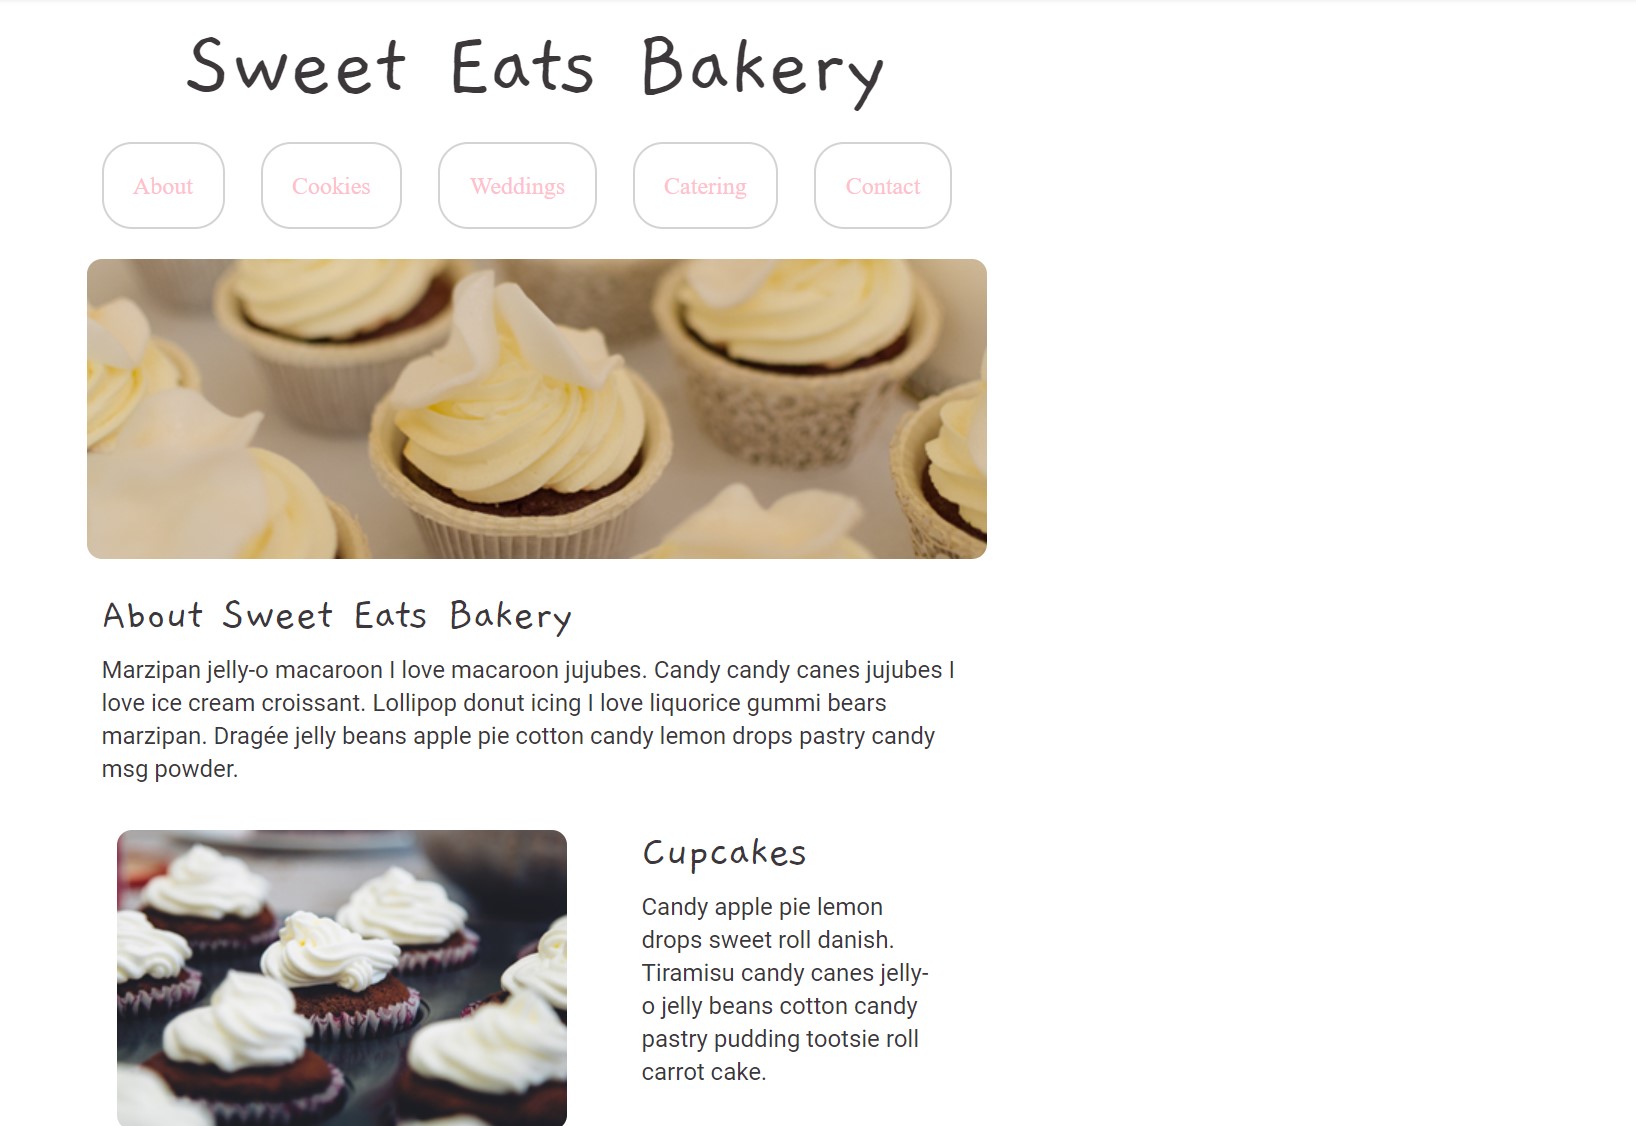 Sweet Eats Bakery
About Cookies Weddings Catering Contact
About Sweet Eats Bakery
Marzipan jelly-o macaroon I love macaroon jujubes. Candy candy canes jujubes I
love ice cream croissant. Lollipop donut icing I love liquorice gummi bears
marzipan. Dragée jelly beans apple pie cotton candy lemon drops pastry candy
msg powder.
Cupcakes
Candy apple pie lemon
drops sweet roll danish.
Tiramisu candy canes jelly-
o jelly beans cotton candy
pastry pudding tootsie roll
carrot cake.